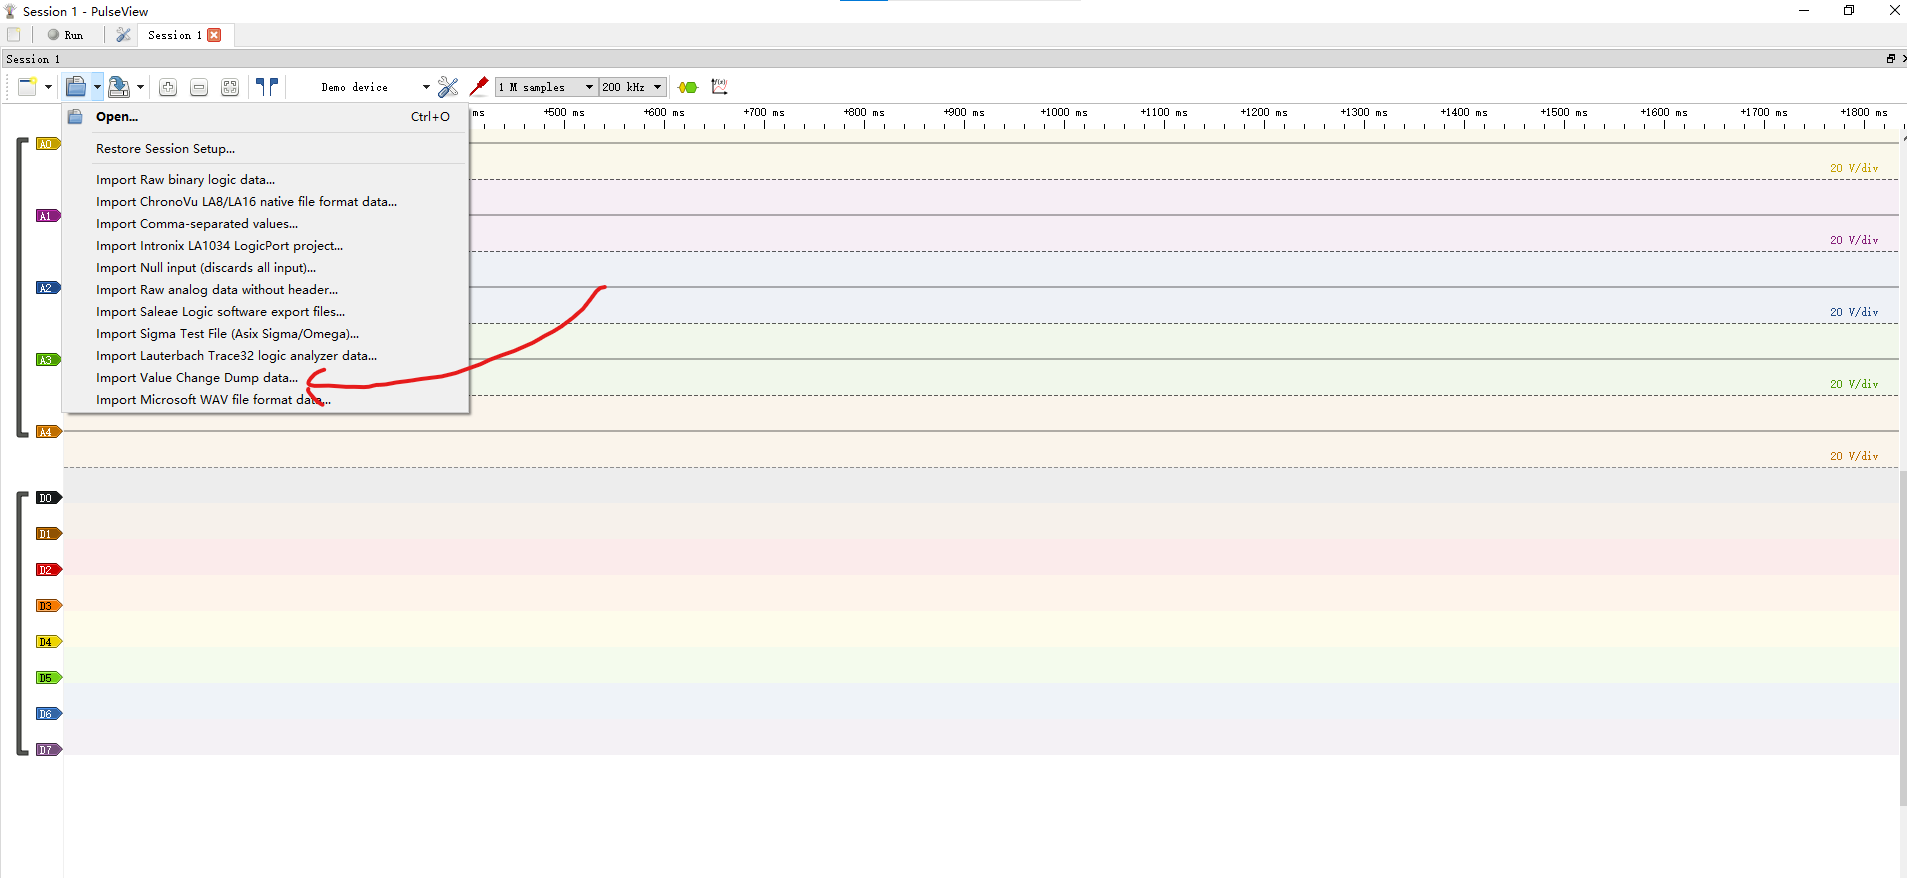 Session 1 - PulseView
Run
Session 1
Session 1
Demo device
1 M samples
200 kHz
Open... Ctrl+O
Restore Session Setup...
Import Raw binary logic data...
Import ChronoVu LA8/LA16 native file format data...
Import Comma-separated values...
Import Intronix LA1034 LogicPort project...
Import Null input (discards all input)...
Import Raw analog data without header...
Import Saleae Logic software export files...
Import Sigma Test File (Asix Sigma/Omega)...
Import Lauterbach Trace32 logic analyzer data...
Import Value Change Dump data...
Import Microsoft WAV file format data...
ms +500 ms +600 ms +700 ms +800 ms +900 ms +1000 ms +1100 ms +1200 ms +1300 ms +1400 ms +1500 ms +1600 ms +1700 ms +1800 ms
A0
20 V/div
A1
20 V/div
A2
20 V/div
A3
20 V/div
A4
20 V/div
D0
D1
D2
D3
D4
D5
D6
D7